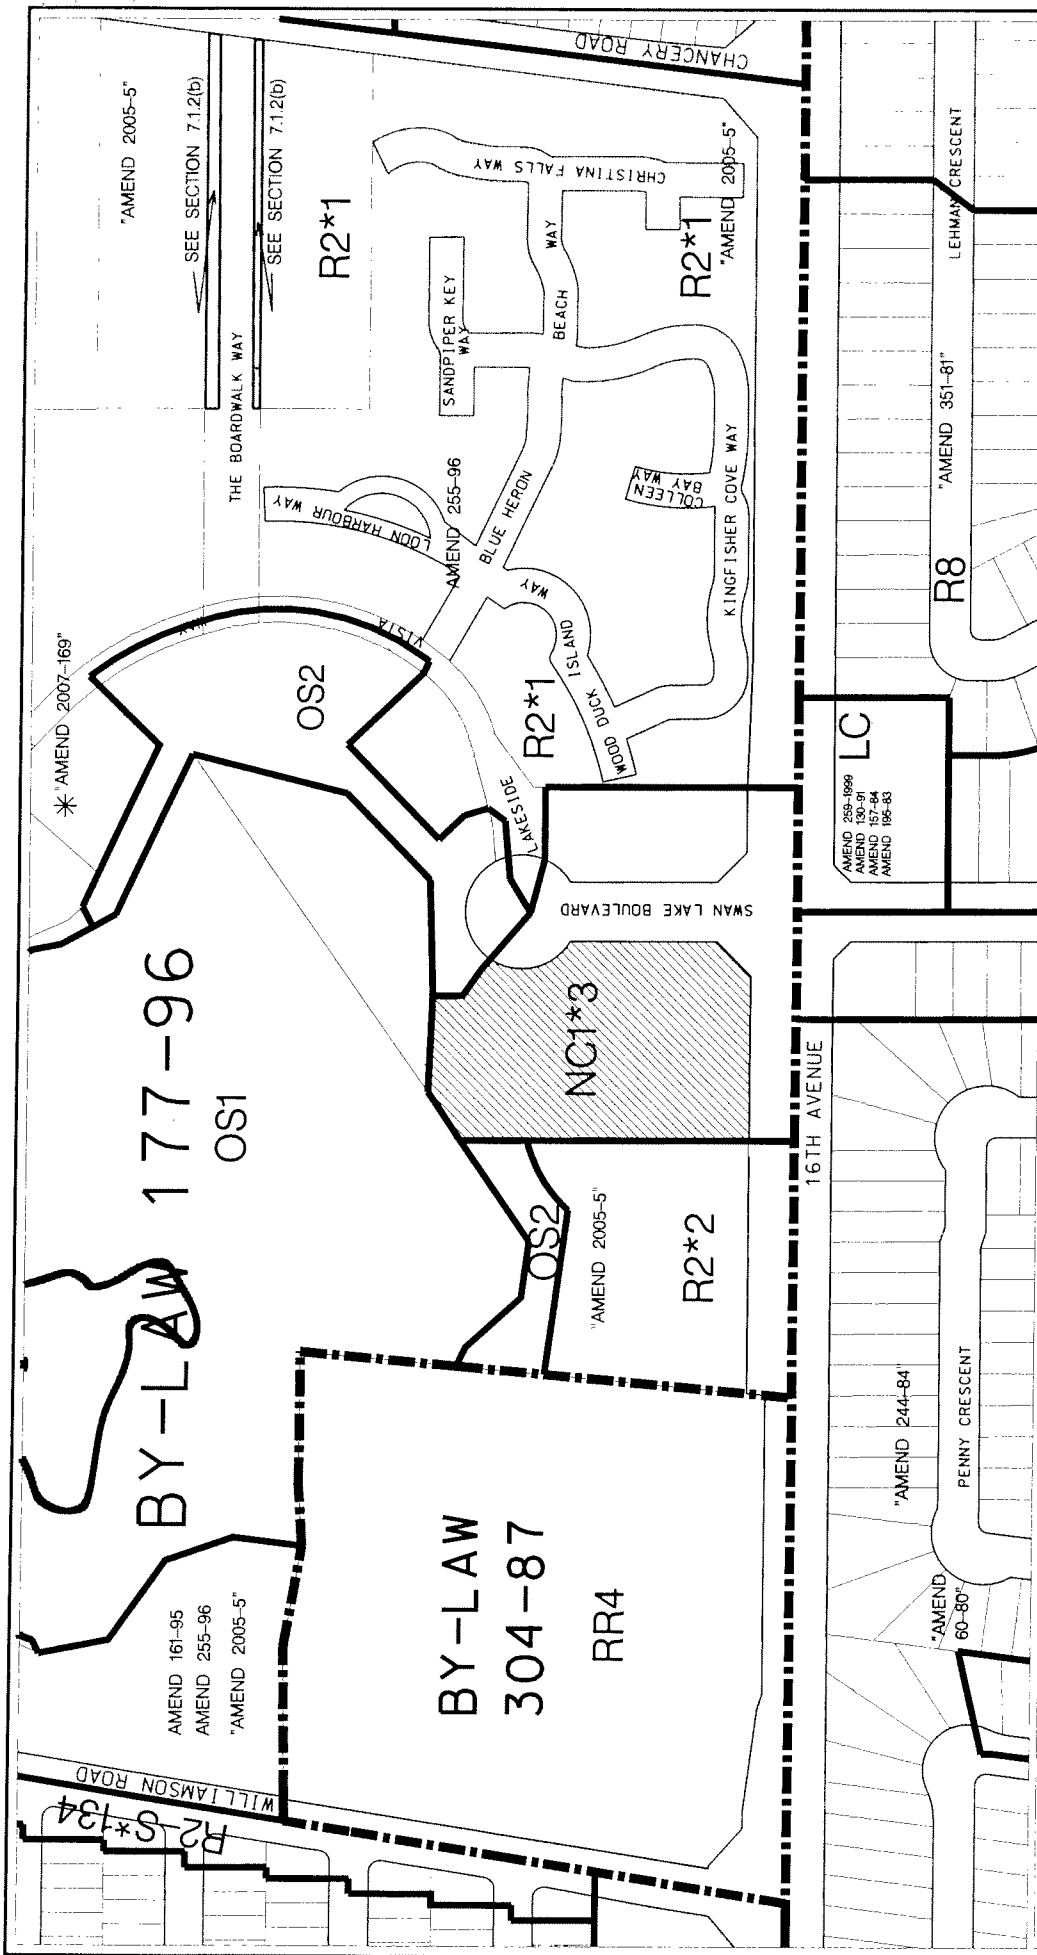 WILLIAMSON ROAD
R2-S*134
AMEND 161-95
AMEND 255-96
"AMEND 2005-5"
BY-LAW 177-96
OS1
BY-LAW
304-87
RR4
OS2
"AMEND 2005-5"
R2*2
NC1*3
SWAN LAKE BOULEVARD
16TH AVENUE
*"AMEND 2007-169"
OS2
LAKESIDE
VISTA
WAY
R2*1
WOOD DUCK ISLAND
WAY
LOON HARBOUR WAY
AMEND 255-96
BLUE HERON
BEACH
WAY
SANDPIPER KEY
WAY
COLLEEN
BAY WAY
KINGFISHER COVE WAY
CHRISTINA FALLS WAY
R2*1
"AMEND 2005-5"
THE BOARDWALK WAY
"AMEND 2005-5"
SEE SECTION 7.1.2(b)
SEE SECTION 7.1.2(b)
R2*1
CHANCERY ROAD
"AMEND
60-80"
"AMEND 244-84"
PENNY CRESCENT
AMEND 259-1999
AMEND 130-91
AMEND 157-84
AMEND 195-83
LC
R8
"AMEND 351-81"
LEHMAN CRESCENT